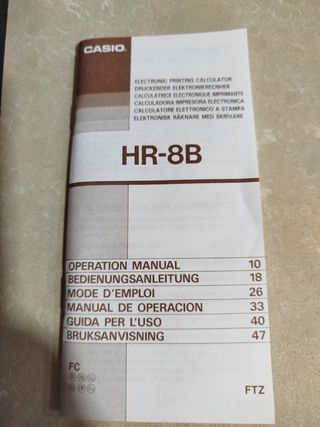 CASIO
ELECTRONIC PRINTING CALCULATOR
DRUCKENDER ELEKTRONIKRECHNER
CALCULATRICE ELECTRONIQUE IMPRIMANTE
CALCULADORA IMPRESORA ELECTRONICA
CALCOLATORE ELETTRONICO A STAMPA
ELEKTRONISK RÄKNARE MED SKRIVARE
HR-8B
OPERATION MANUAL 10
BEDIENUNGSANLEITUNG 18
MODE D'EMPLOI 26
MANUAL DE OPERACION 33
GUIDA PER L'USO 40
BRUKSANVISNING 47
FC
FTZ